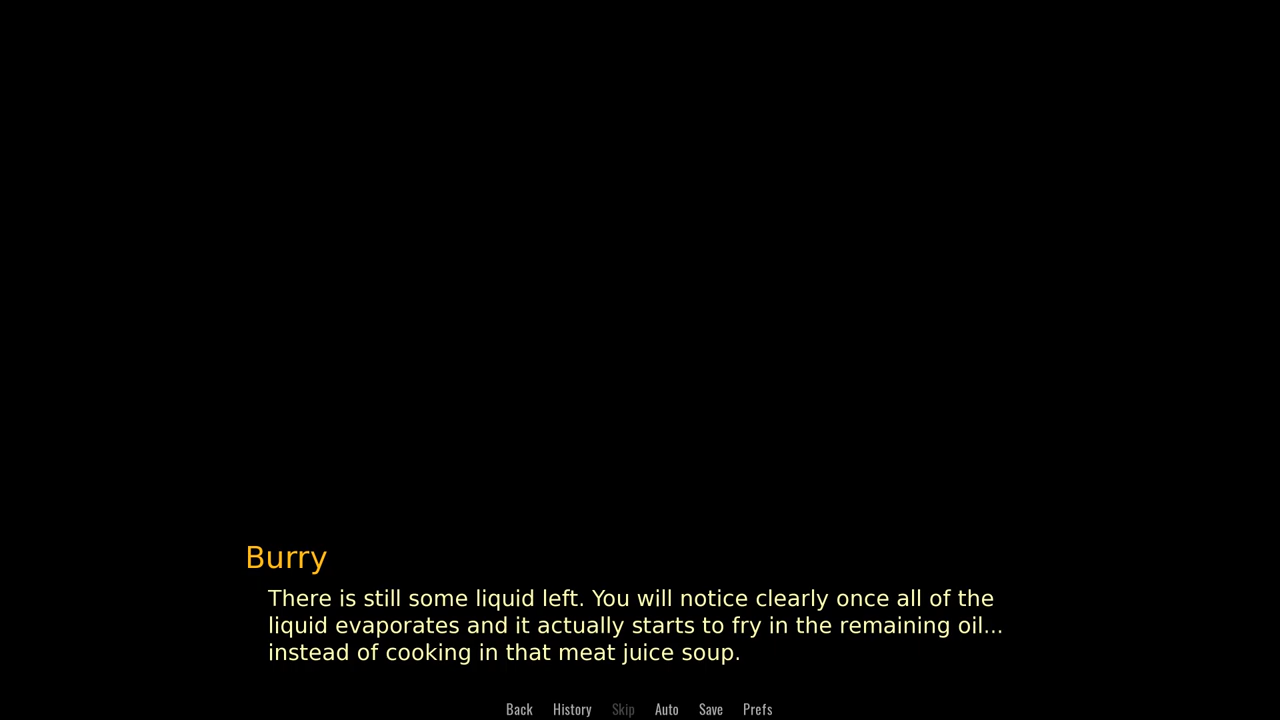 Burry
There is still some liquid left. You will notice clearly once all of the
liquid evaporates and it actually starts to fry in the remaining oil...
instead of cooking in that meat juice soup.
Back History Skip Auto Save Prefs